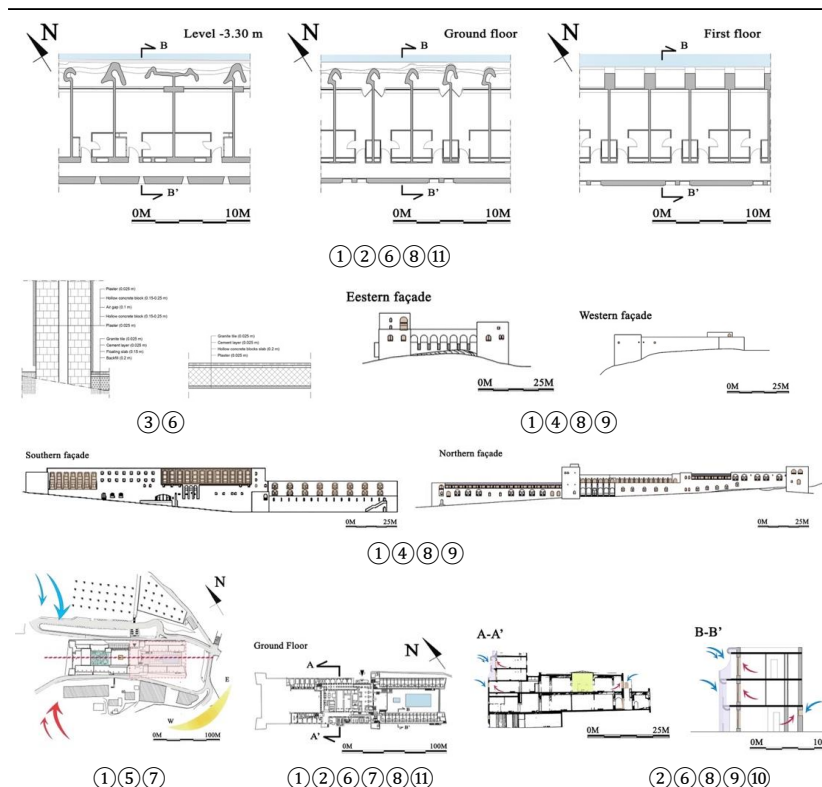 N
Level -3.30 m
B
B'
0M 10M
N
Ground floor
B
B'
0M 10M
N
First floor
B
B'
0M 10M
①②⑥⑧⑪
Plaster (0.025 m)
Hollow concrete block (0.15-0.25 m)
Air gap (0.1 m)
Hollow concrete block (0.15-0.25 m)
Plaster (0.025 m)
Granite tile (0.025 m)
Cement layer (0.025 m)
Floating slab (0.15 m)
Backfill (0.2 m)
Granite tile (0.025 m)
Cement layer (0.025 m)
Hollow concrete blocks slab (0.2 m)
Plaster (0.025 m)
③⑥
Eestern façade
0M 25M
Western façade
0M 25M
①④⑧⑨
Southern façade
0M 25M
Northern façade
0M 25M
①④⑧⑨
N
E
W
0M 100M
①⑤⑦
Ground Floor
N
A
A'
B'
0M 100M
①②⑥⑦⑧⑪
A-A'
0M 25M
B-B'
0M
②⑥⑧⑨⑩